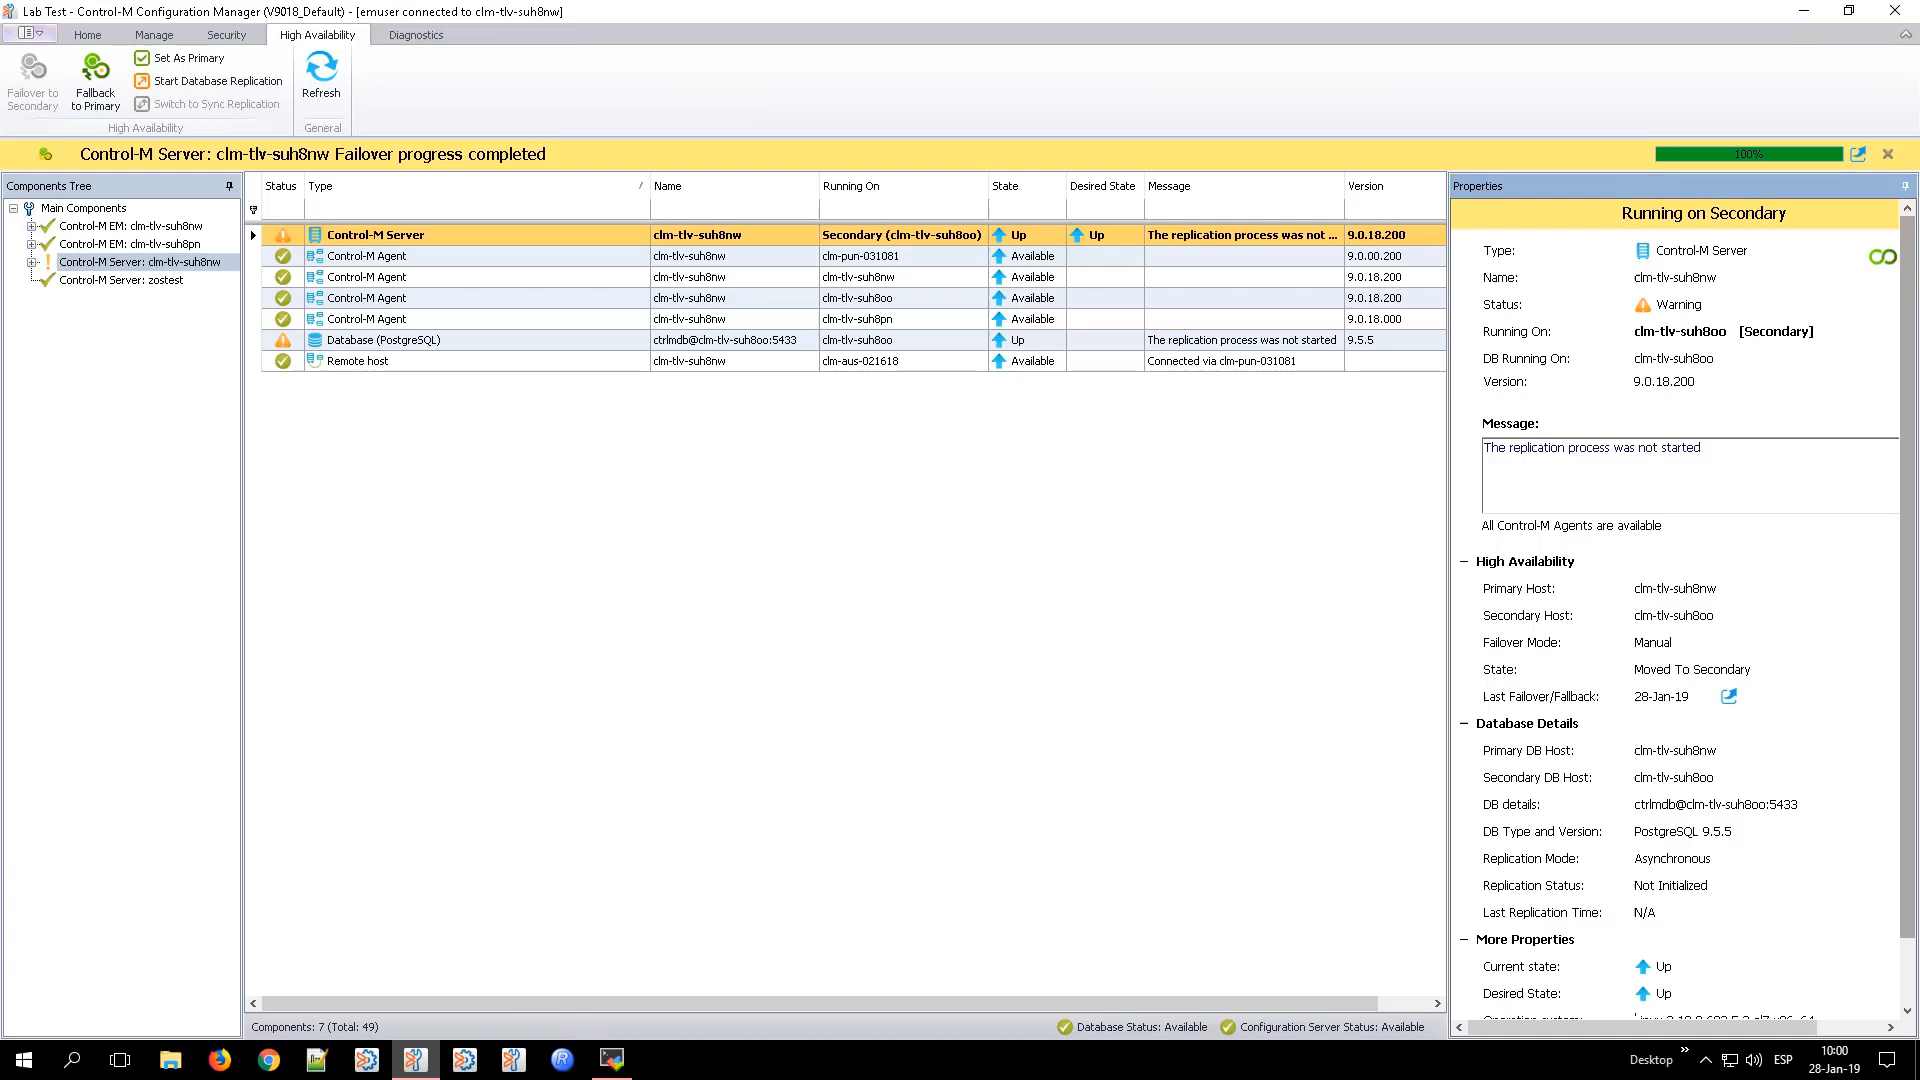 Lab Test - Control-M Configuration Manager (V9018_Default) - [emuser connected to clm-tlv-suh8nw]
Home Manage Security High Availability Diagnostics
Failover to Secondary
Fallback to Primary
Set As Primary
Start Database Replication
Switch to Sync Replication
Refresh
High Availability General
Control-M Server: clm-tlv-suh8nw Failover progress completed 100%
Components Tree
Main Components
Control-M EM: clm-tlv-suh8nw
Control-M EM: clm-tlv-suh8pn
Control-M Server: clm-tlv-suh8nw
Control-M Server: zostest
Status Type Name Running On State Desired State Message Version
Control-M Server clm-tlv-suh8nw Secondary (clm-tlv-suh8oo) Up Up The replication process was not ... 9.0.18.200
Control-M Agent clm-tlv-suh8nw clm-pun-031081 Available 9.0.00.200
Control-M Agent clm-tlv-suh8nw clm-tlv-suh8nw Available 9.0.18.200
Control-M Agent clm-tlv-suh8nw clm-tlv-suh8oo Available 9.0.18.200
Control-M Agent clm-tlv-suh8nw clm-tlv-suh8pn Available 9.0.18.000
Database (PostgreSQL) ctrlmdb@clm-tlv-suh8oo:5433 clm-tlv-suh8oo Up The replication process was not started 9.5.5
Remote host clm-tlv-suh8nw clm-aus-021618 Available Connected via clm-pun-031081
Components: 7 (Total: 49)
Database Status: Available Configuration Server Status: Available
Properties
Running on Secondary
Type: Control-M Server
Name: clm-tlv-suh8nw
Status: Warning
Running On: clm-tlv-suh8oo [Secondary]
DB Running On: clm-tlv-suh8oo
Version: 9.0.18.200
Message:
The replication process was not started
All Control-M Agents are available
High Availability
Primary Host: clm-tlv-suh8nw
Secondary Host: clm-tlv-suh8oo
Failover Mode: Manual
State: Moved To Secondary
Last Failover/Fallback: 28-Jan-19
Database Details
Primary DB Host: clm-tlv-suh8nw
Secondary DB Host: clm-tlv-suh8oo
DB details: ctrlmdb@clm-tlv-suh8oo:5433
DB Type and Version: PostgreSQL 9.5.5
Replication Mode: Asynchronous
Replication Status: Not Initialized
Last Replication Time: N/A
More Properties
Current state: Up
Desired State: Up
Desktop ESP
10:00
28-Jan-19